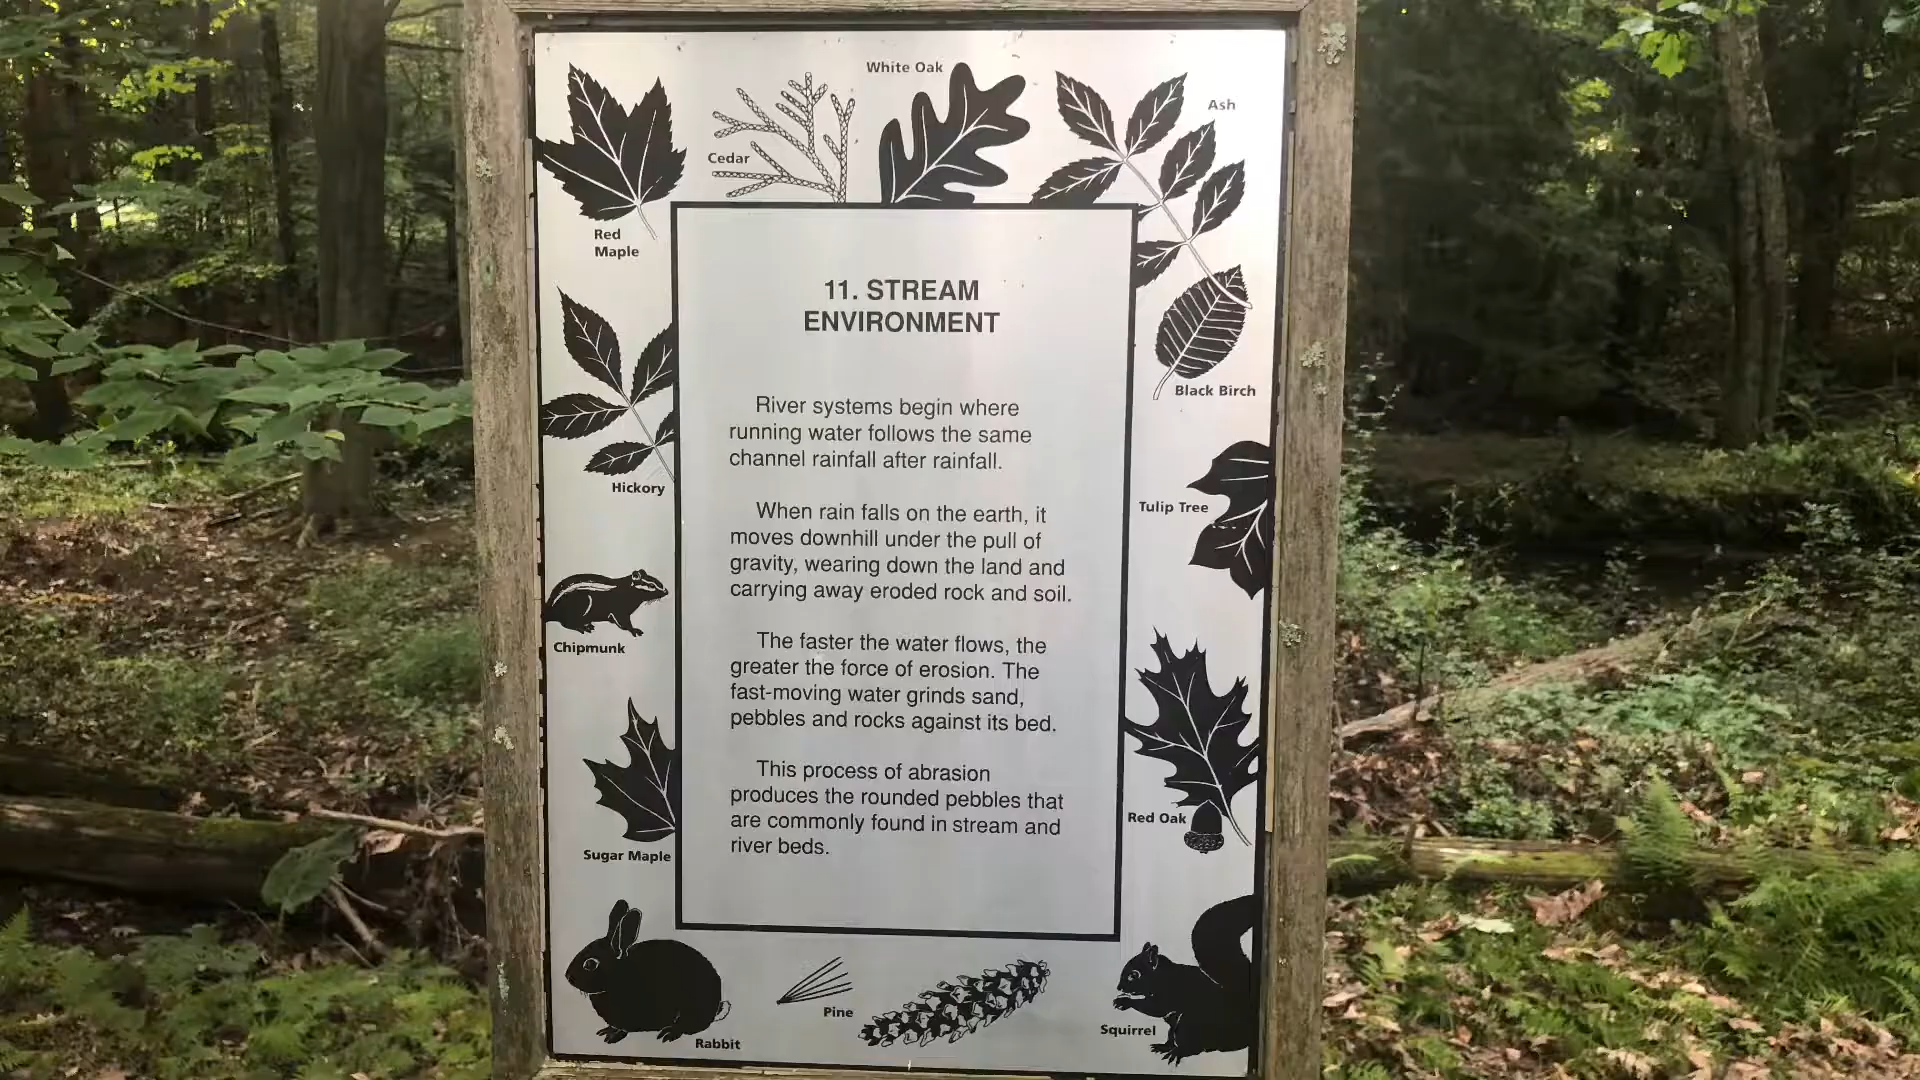 White Oak
Ash
Cedar
Red
Maple
11. STREAM
ENVIRONMENT
Black Birch
River systems begin where
running water follows the same
channel rainfall after rainfall.
Hickory
Tulip Tree
When rain falls on the earth, it
moves downhill under the pull of
gravity, wearing down the land and
carrying away eroded rock and soil.
Chipmunk
The faster the water flows, the
greater the force of erosion. The
fast-moving water grinds sand,
pebbles and rocks against its bed.
This process of abrasion
produces the rounded pebbles that
are commonly found in stream and
river beds.
Red Oak
Sugar Maple
Pine
Squirrel
Rabbit